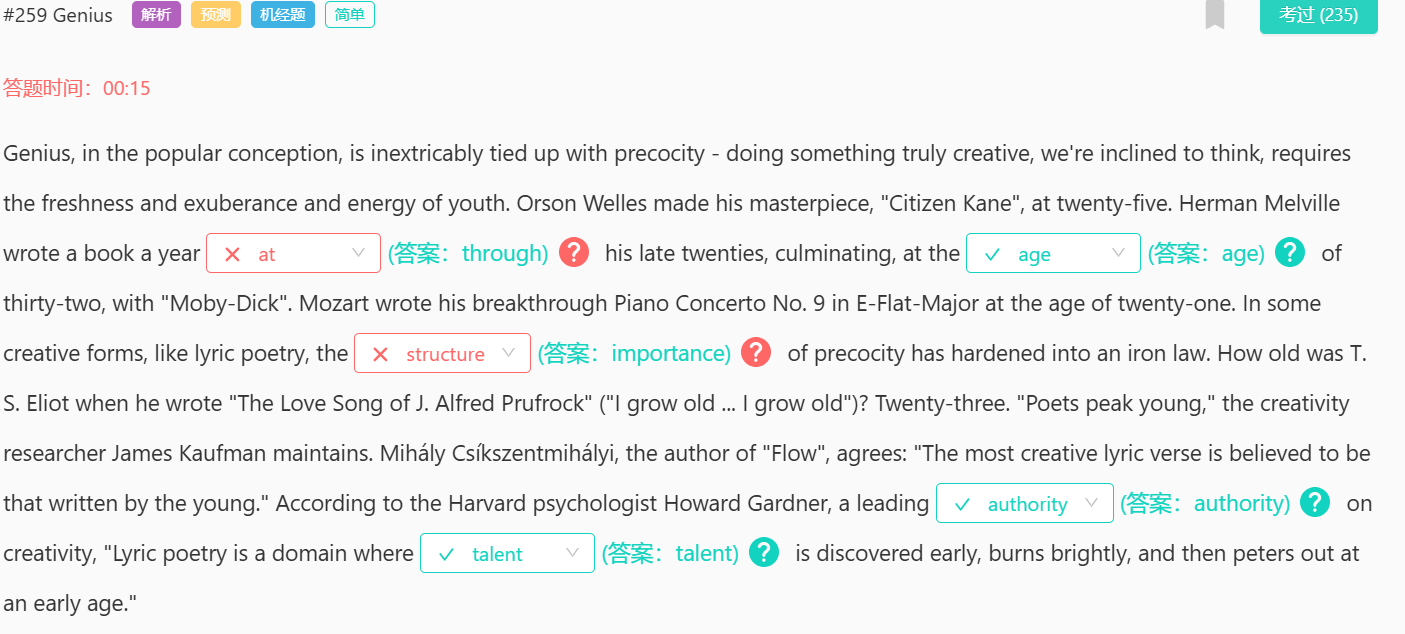 #259 Genius 解析 预测 机经题 简单 考过 (235)
答题时间：00:15
Genius, in the popular conception, is inextricably tied up with precocity - doing something truly creative, we're inclined to think, requires
the freshness and exuberance and energy of youth. Orson Welles made his masterpiece, "Citizen Kane", at twenty-five. Herman Melville
wrote a book a year at (答案：through) ? his late twenties, culminating, at the age (答案：age) ? of
thirty-two, with "Moby-Dick". Mozart wrote his breakthrough Piano Concerto No. 9 in E-Flat-Major at the age of twenty-one. In some
creative forms, like lyric poetry, the structure (答案：importance) ? of precocity has hardened into an iron law. How old was T.
S. Eliot when he wrote "The Love Song of J. Alfred Prufrock" ("I grow old ... I grow old")? Twenty-three. "Poets peak young," the creativity
researcher James Kaufman maintains. Mihály Csíkszentmihályi, the author of "Flow", agrees: "The most creative lyric verse is believed to be
that written by the young." According to the Harvard psychologist Howard Gardner, a leading authority (答案：authority) ? on
creativity, "Lyric poetry is a domain where talent (答案：talent) ? is discovered early, burns brightly, and then peters out at
an early age."